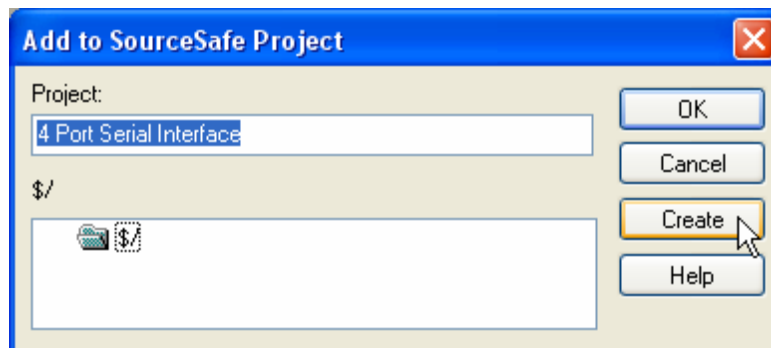 Add to SourceSafe Project
Project:
4 Port Serial Interface
$/
$/
OK
Cancel
Create
Help